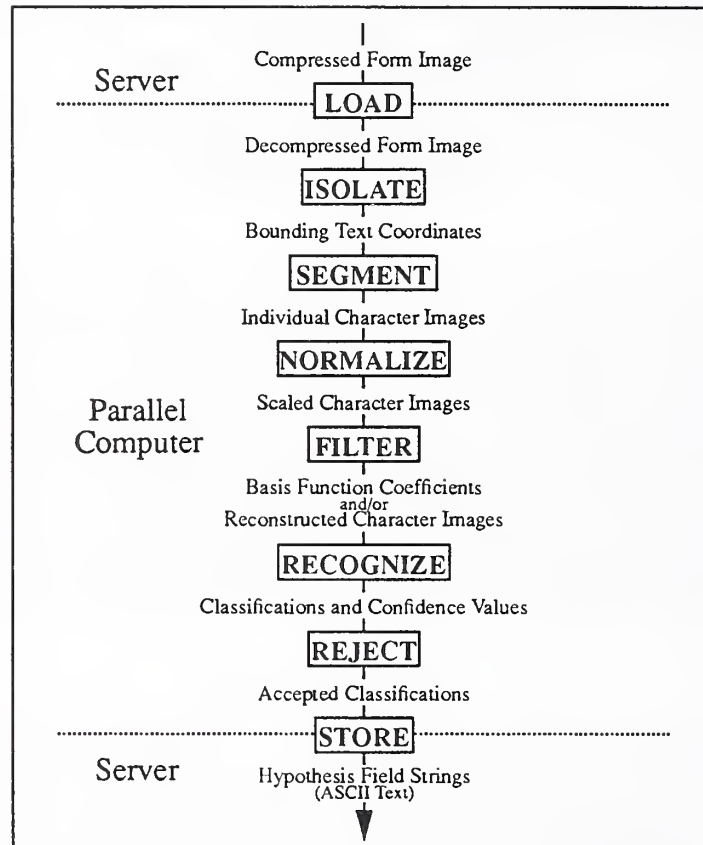 Compressed Form Image
Server
LOAD
Decompressed Form Image
ISOLATE
Bounding Text Coordinates
SEGMENT
Individual Character Images
NORMALIZE
Scaled Character Images
Parallel
Computer
FILTER
Basis Function Coefficients
and/or
Reconstructed Character Images
RECOGNIZE
Classifications and Confidence Values
REJECT
Accepted Classifications
STORE
Server
Hypothesis Field Strings
(ASCII Text)